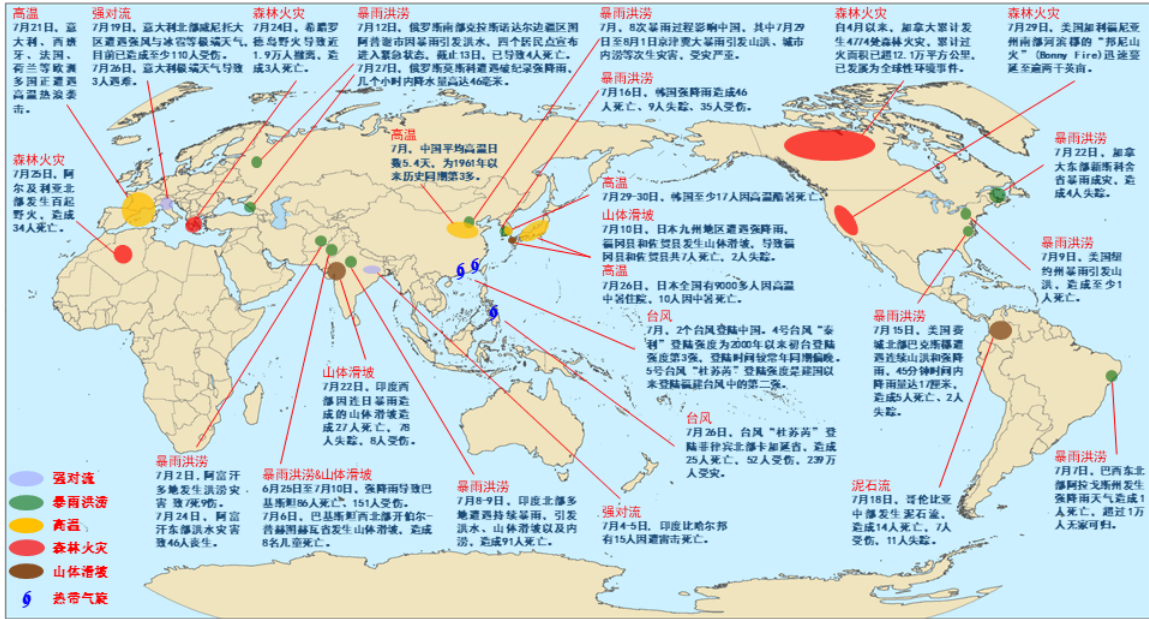 高温
7月21日，意
大利、西班
牙、法国、
荷兰等欧洲
多国正遭遇
高温热浪袭
击。
强对流
7月19日，意大利北部威尼托大
区遭遇强风与冰雹等极端天气，
目前已造成至少110人受伤。
7月26日，意大利极端天气导致
3人遇难。
森林火灾
7月24日，希腊罗
德岛野火导致近
1.9万人撤离，造
成3人死亡。
暴雨洪涝
7月12日，俄罗斯南部克拉斯诺达尔边疆区图
阿普谢市因暴雨引发洪水，四个居民点宣布
进入紧急状态，截止13日，已导致4人死亡。
7月27日，俄罗斯莫斯科遭遇破纪录强降雨，
几个小时内降水量高达46毫米。
暴雨洪涝
7月，8次暴雨过程影响中国，其中7月29
日至8月1日京津冀大暴雨引发山洪、城市
内涝等次生灾害，受灾严重。
暴雨洪涝
7月16日，韩国强降雨造成46
人死亡、9人失踪、35人受伤。
森林火灾
自4月以来，加拿大累计发
生4774处森林火灾，累计过
火面积已超12.1万平方公里，
已发展为全球性环境事件。
森林火灾
7月29日，美国加利福尼亚
州南部河滨郡的“邦尼山
火”（Bonny Fire）迅速蔓
延至逾两千英亩。
高温
7月，中国平均高温日
数5.4天，为1961年以
来历史同期第3多。
暴雨洪涝
7月22日，加拿
大东部新斯科舍
省暴雨成灾，造
成4人死亡。
森林火灾
7月25日，阿
尔及利亚北
部发生百起
野火，造成
34人死亡。
高温
7月29-30日，韩国至少17人因高温酷暑死亡。
山体滑坡
7月10日，日本九州地区遭遇强降雨，
福冈县和佐贺县发生山体滑坡，导致福
冈县和佐贺县共7人死亡，2人失踪。
高温
7月26日，日本全国有9000多人因高温
中暑住院，10人因中暑死亡。
暴雨洪涝
7月9日，美国纽
约州暴雨引发山
洪，造成至少1
人死亡。
台风
7月，2个台风登陆中国，4号台风“泰
利”登陆强度为2000年以来初台登陆
强度第3强，登陆时间较常年同期偏晚。
5号台风“杜苏芮”登陆强度是建国以
来登陆福建台风中的第二强。
暴雨洪涝
7月15日，美国费
城北部巴克斯郡遭
遇连续山洪和强降
雨，45分钟时间内
降雨量达17厘米，
造成5人死亡、2人
失踪。
山体滑坡
7月22日，印度西
部因连日暴雨造
成的山体滑坡造
成27人死亡，78
人失踪，8人受伤。
台风
7月26日，台风“杜苏芮”登
陆菲律宾北部卡加延省，造成
25人死亡，52人受伤，239万
人受灾。
暴雨洪涝
7月2日，阿富汗
多地发生洪涝灾
害 致7死9伤。
7月24日，阿富
汗东部洪水灾害
致46人丧生。
暴雨洪涝&山体滑坡
6月25日至7月10日，强降雨导致巴
基斯坦86人死亡、151人受伤。
7月6日，巴基斯坦西北部开伯尔-
普赫图赫瓦省发生山体滑坡，造成
8名儿童死亡。
暴雨洪涝
7月8-9日，印度北部多
地遭遇持续暴雨，引发
洪水、山体滑坡以及内
涝，造成91人死亡。
强对流
7月4-5日，印度比哈尔邦
有15人因遭雷击死亡。
泥石流
7月18日，哥伦比亚
中部发生泥石流，
造成14人死亡，7人
受伤，11人失踪。
暴雨洪涝
7月7日，巴西东北
部阿拉戈斯州发生
强降雨天气造成1
人死亡，超过1万
人无家可归。
强对流
暴雨洪涝
高温
森林火灾
山体滑坡
热带气旋